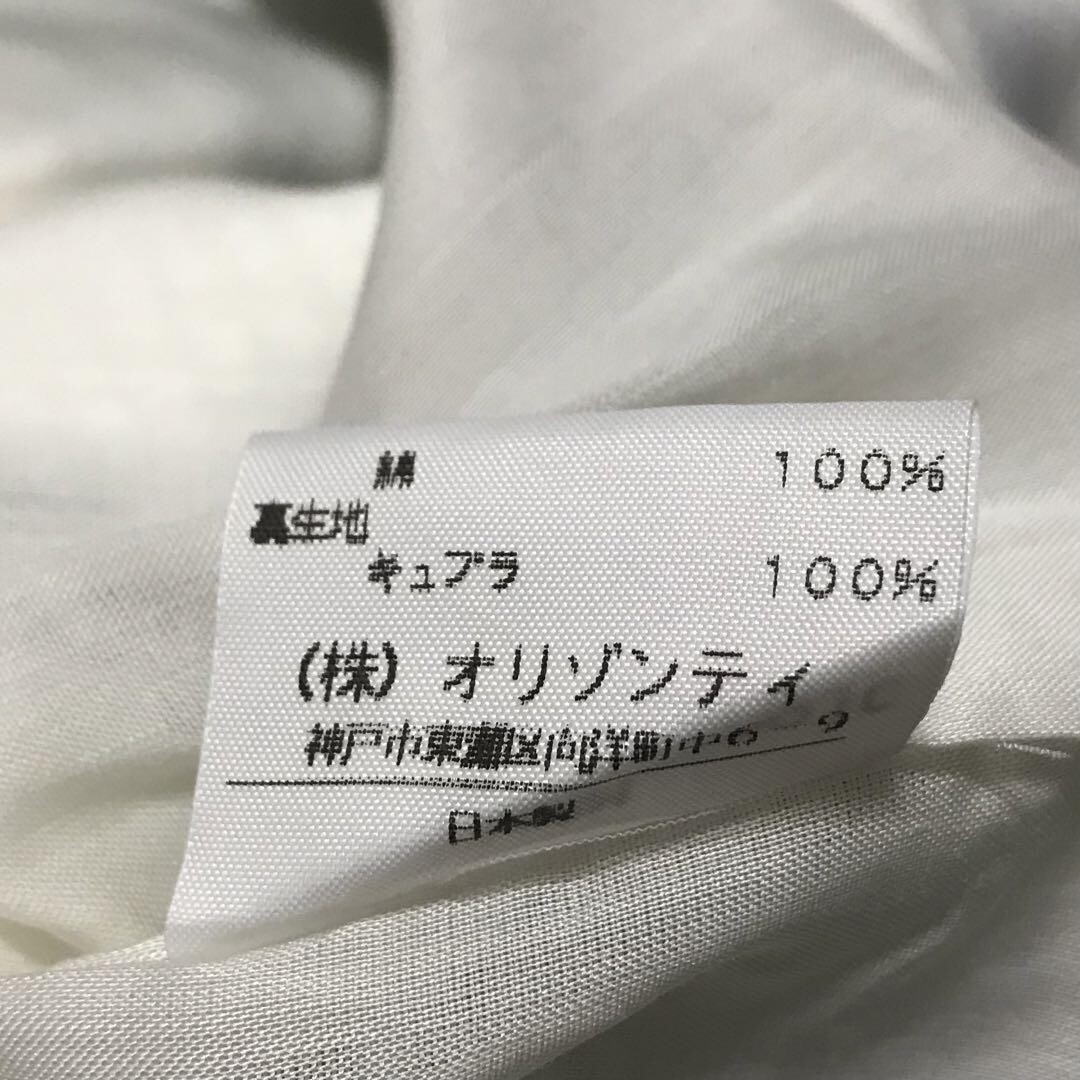 綿 100%
裏生地
キュプラ 100%
(株) オリゾンティ
神戸市東灘区向洋町中6-9
日本製